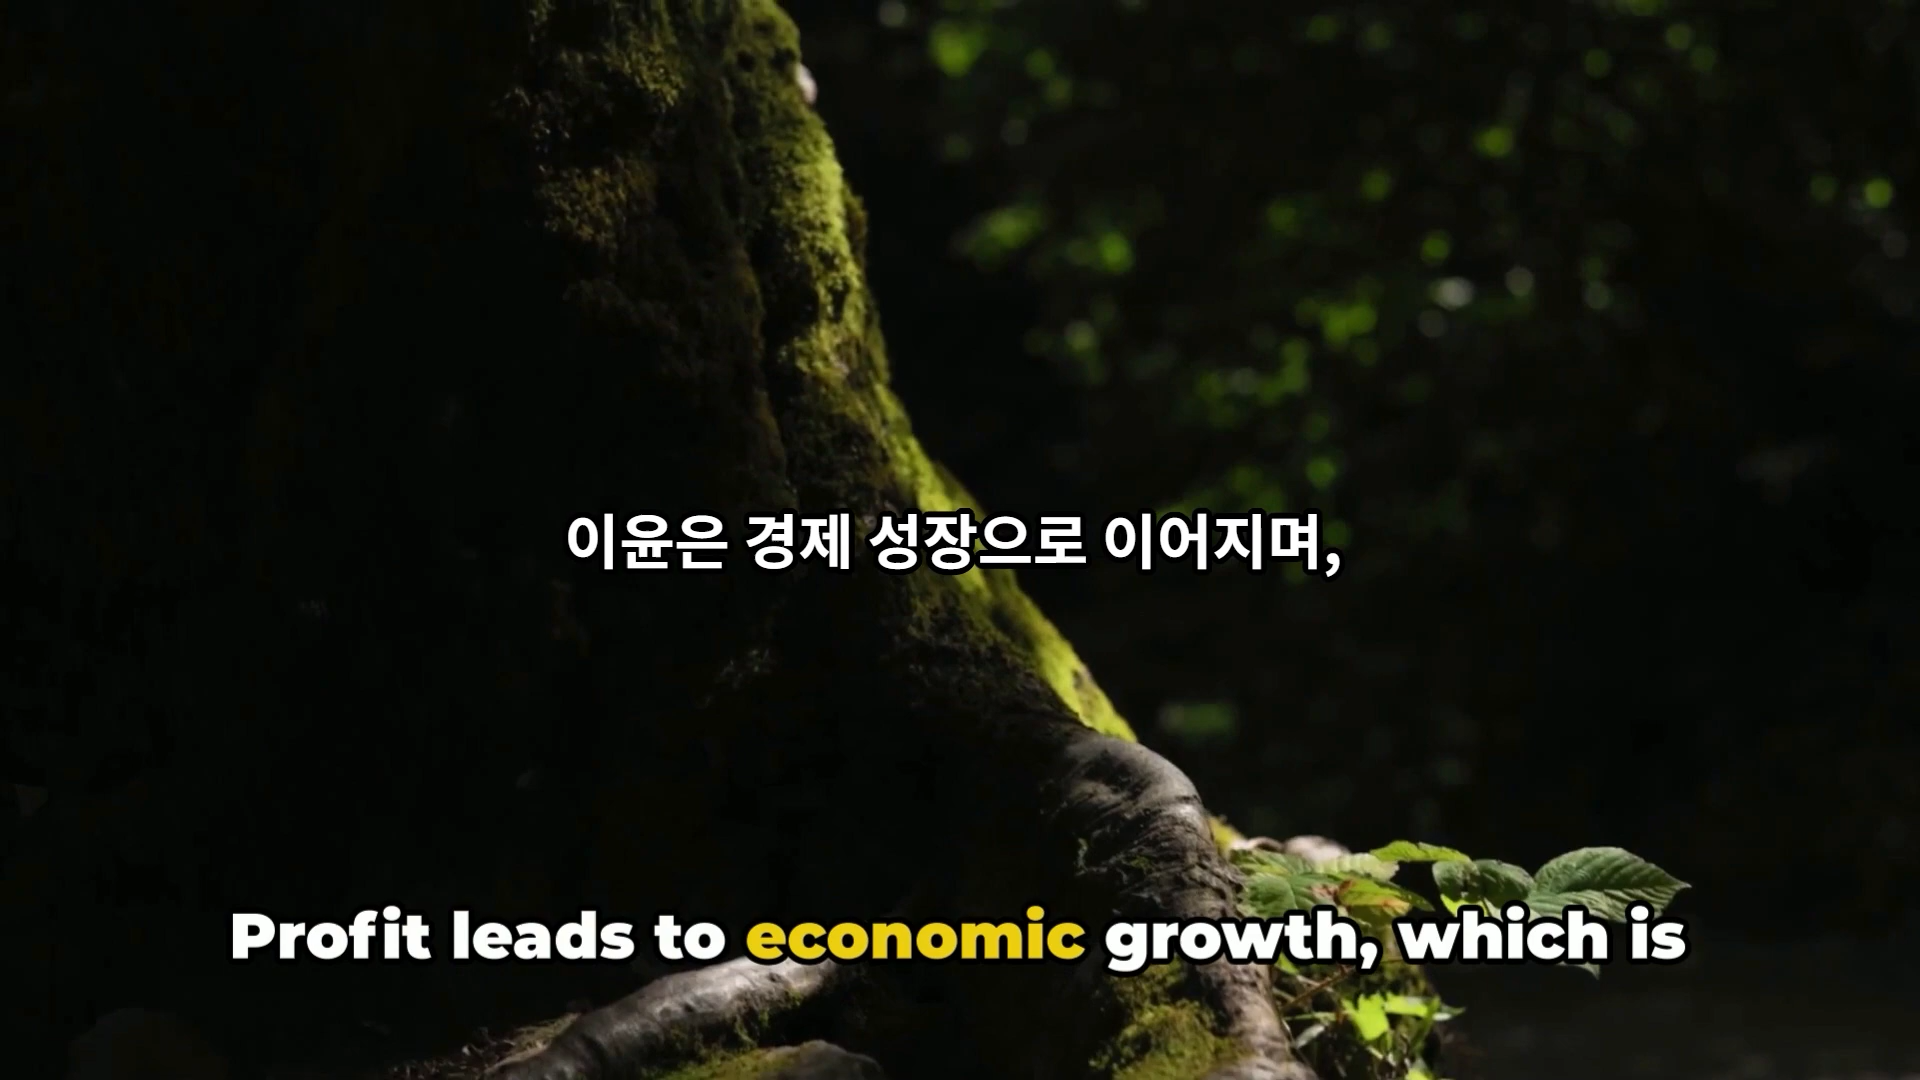 이윤은 경제 성장으로 이어지며,
Profit leads to economic growth, which is